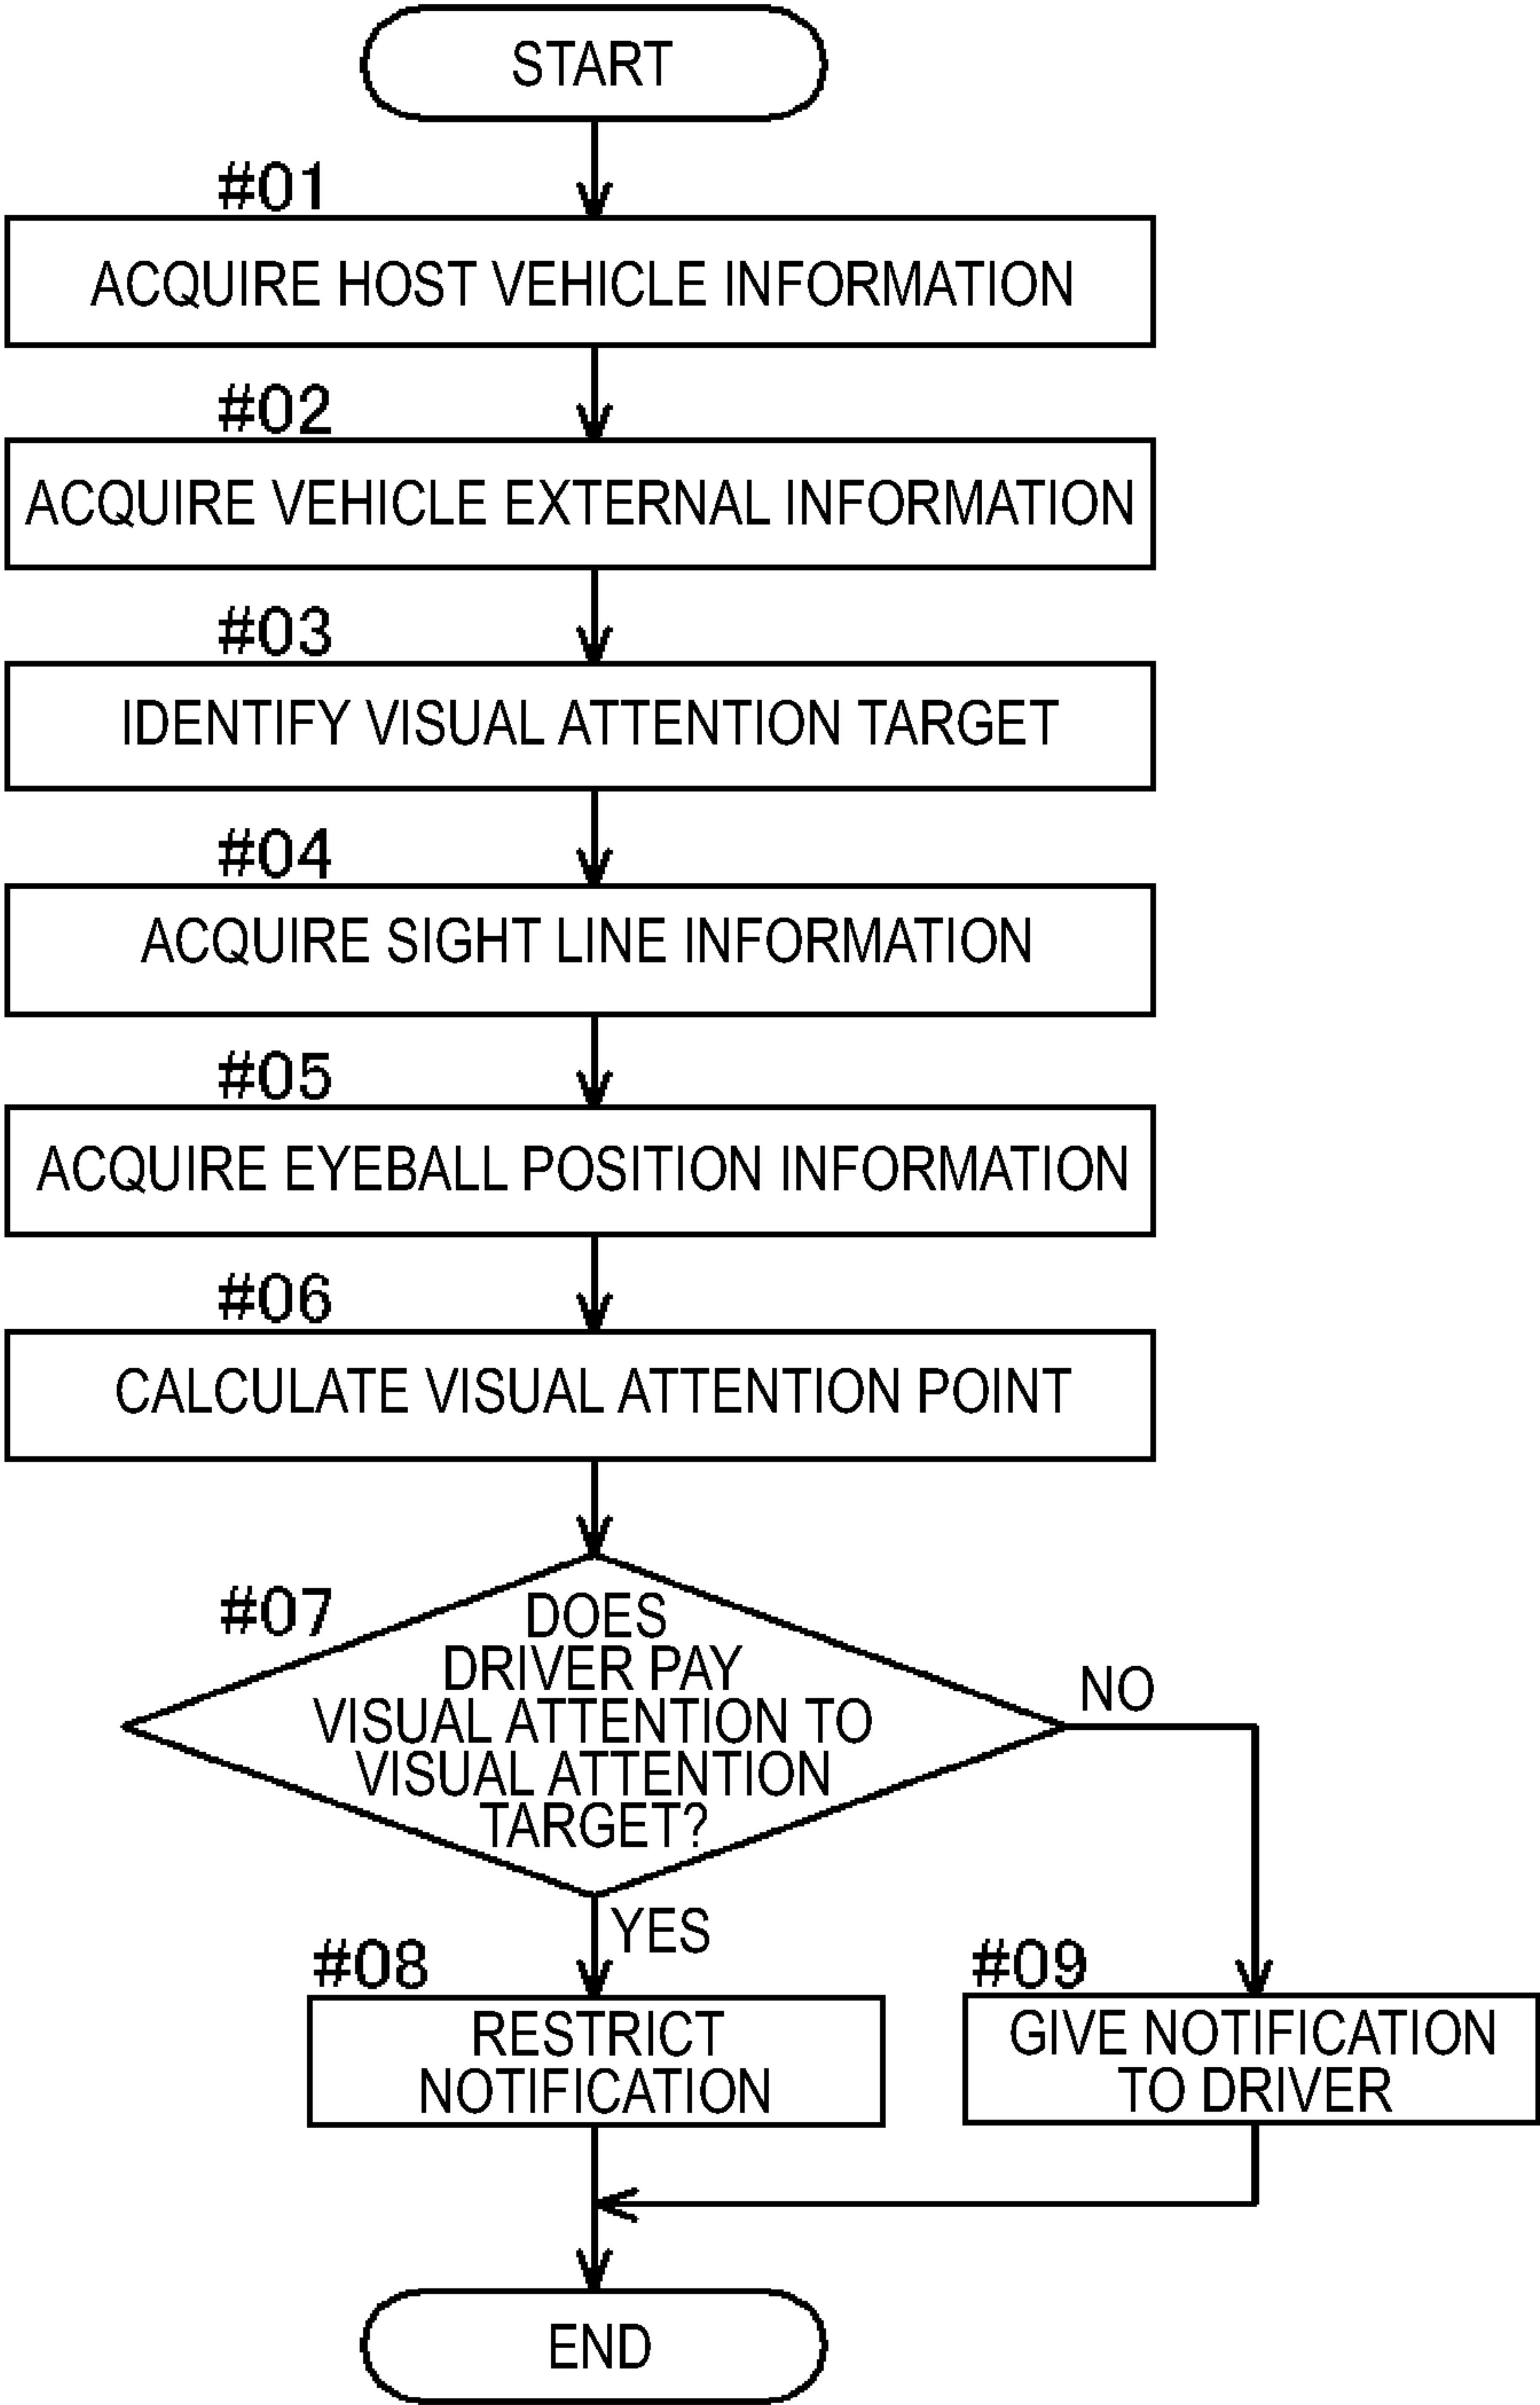 START
#01
ACQUIRE HOST VEHICLE INFORMATION
#02
ACQUIRE VEHICLE EXTERNAL INFORMATION
#03
IDENTIFY VISUAL ATTENTION TARGET
#04
ACQUIRE SIGHT LINE INFORMATION
#05
ACQUIRE EYEBALL POSITION INFORMATION
#06
CALCULATE VISUAL ATTENTION POINT
#07
DOES
DRIVER PAY
VISUAL ATTENTION TO
VISUAL ATTENTION
TARGET?
NO
YES
#08
RESTRICT
NOTIFICATION
#09
GIVE NOTIFICATION
TO DRIVER
END